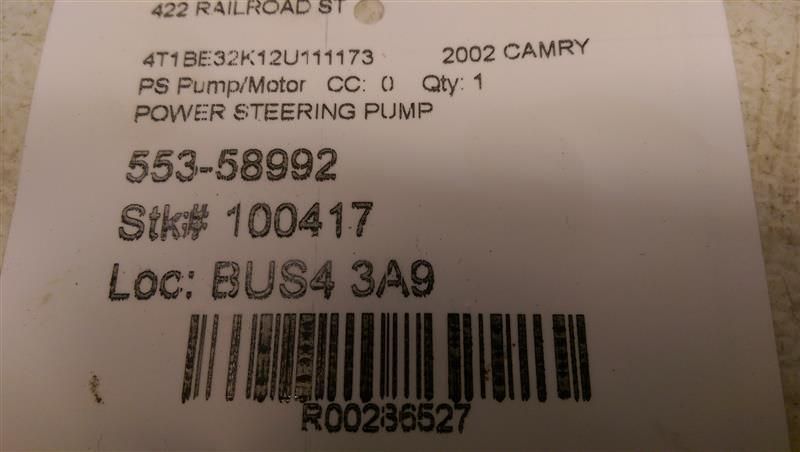 422 RAILROAD ST
4T1BE32K12U111173 2002 CAMRY
PS Pump/Motor CC: 0 Qty: 1
POWER STEERING PUMP
553-58992
Stk# 100417
Loc: BUS4 3A9
R00286527